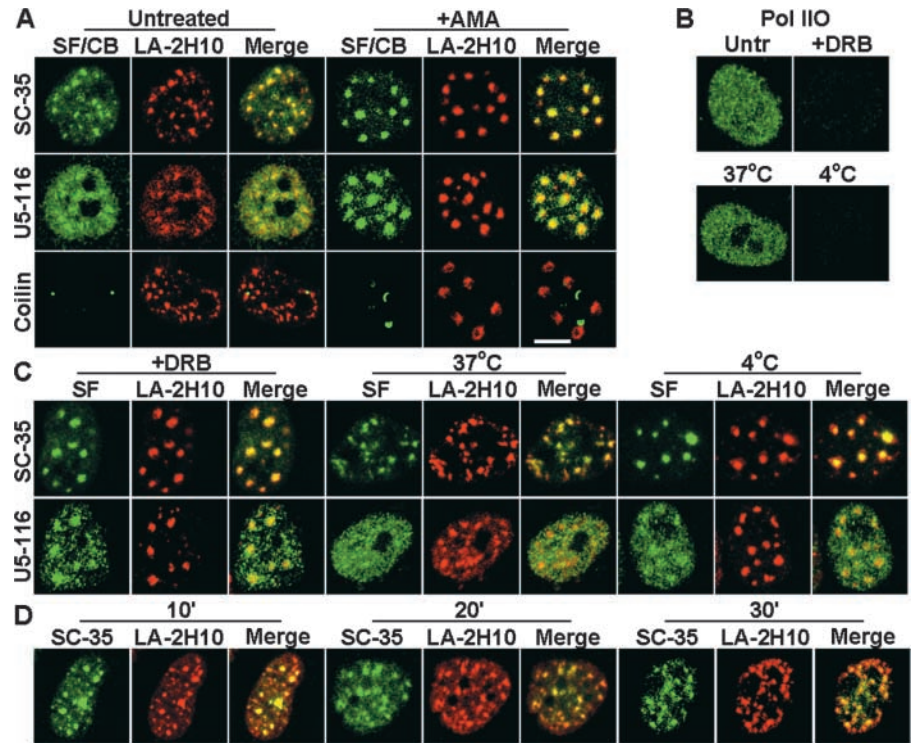 A
Untreated +AMA
SF/CB LA-2H10 Merge SF/CB LA-2H10 Merge
SC-35
U5-116
Coilin
B
Pol IIO
Untr +DRB
37°C 4°C
C
+DRB 37°C 4°C
SF LA-2H10 Merge SF LA-2H10 Merge SF LA-2H10 Merge
SC-35
U5-116
D
10' 20' 30'
SC-35 LA-2H10 Merge SC-35 LA-2H10 Merge SC-35 LA-2H10 Merge